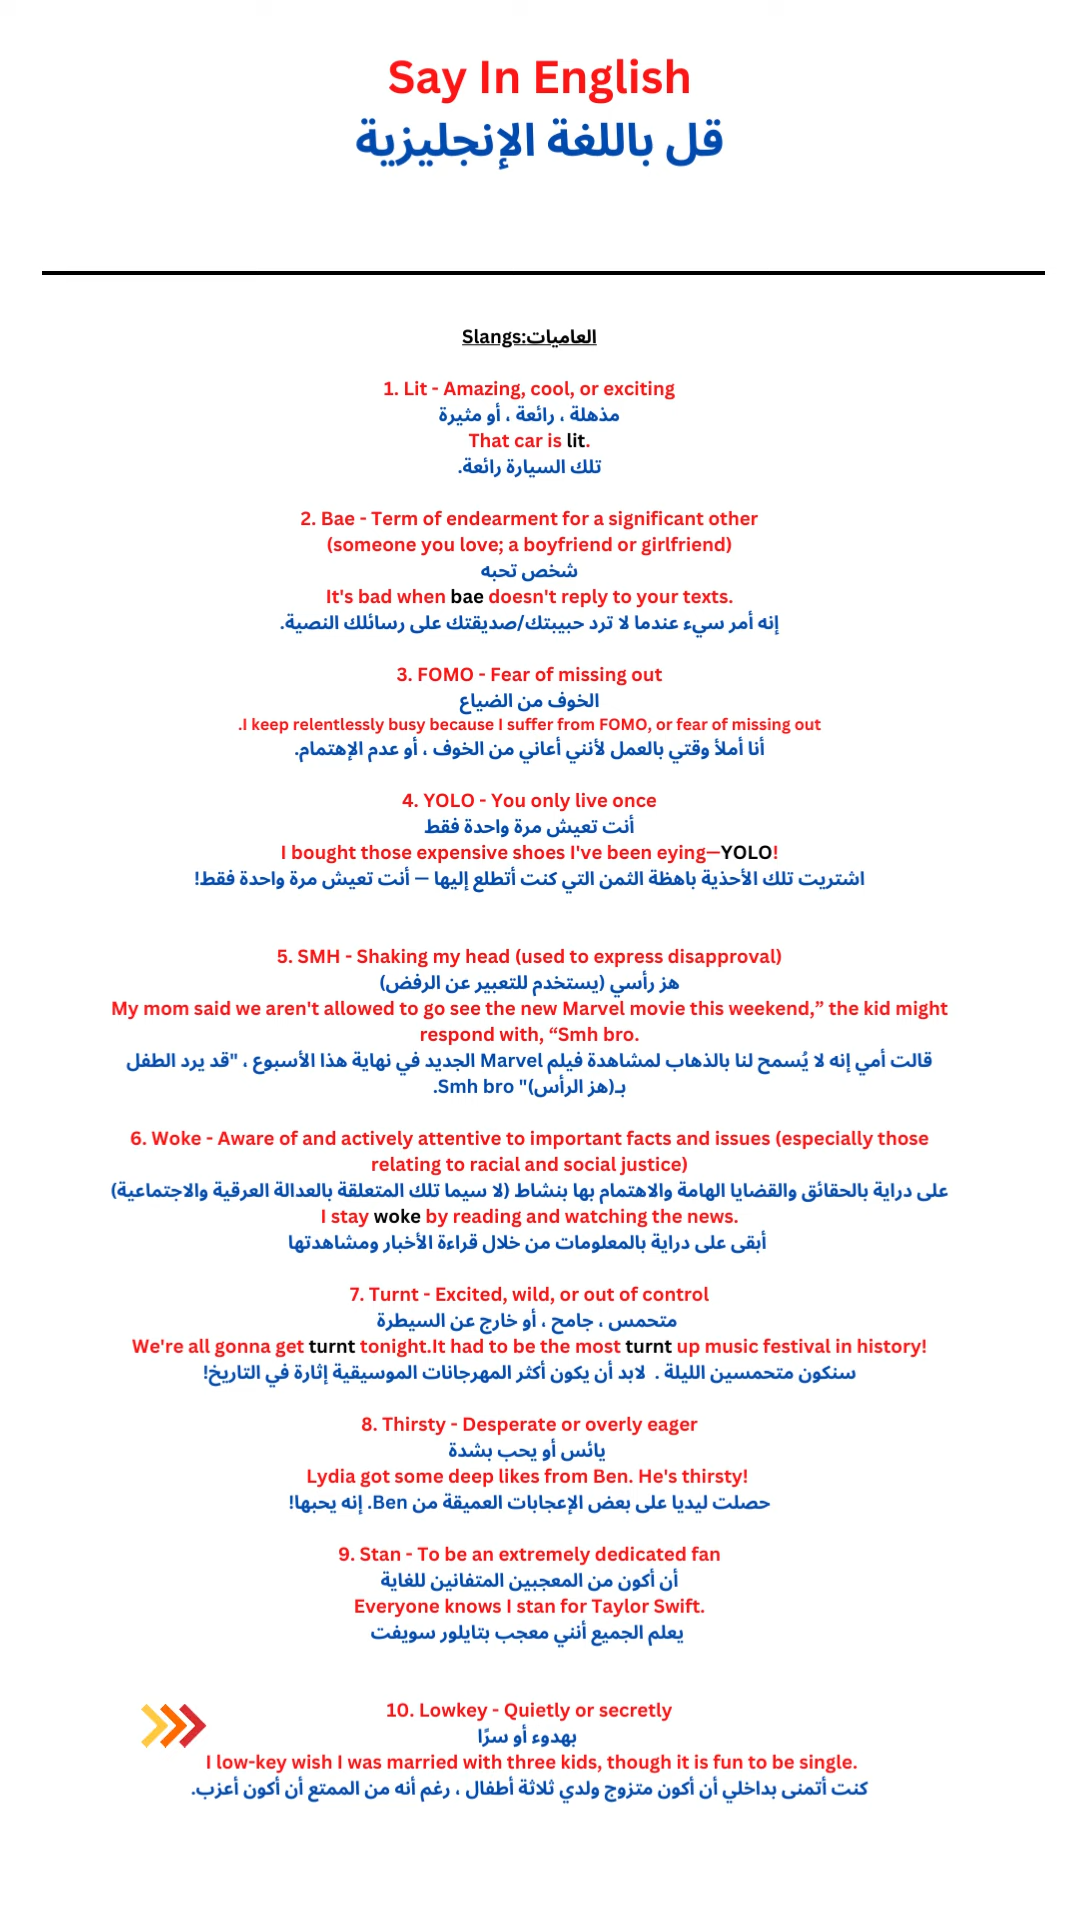 Say In English
قل باللغة الإنجليزية
Slangs:العاميات
1. Lit - Amazing, cool, or exciting
مذهلة ، رائعة ، أو مثيرة
That car is lit.
تلك السيارة رائعة.
2. Bae - Term of endearment for a significant other
(someone you love; a boyfriend or girlfriend)
شخص تحبه
It's bad when bae doesn't reply to your texts.
إنه أمر سيء عندما لا ترد حبيبتك/صديقتك على رسائلك النصية.
3. FOMO - Fear of missing out
الخوف من الضياع
.I keep relentlessly busy because I suffer from FOMO, or fear of missing out
أنا أملأ وقتي بالعمل لأنني أعاني من الخوف ، أو عدم الإهتمام.
4. YOLO - You only live once
أنت تعيش مرة واحدة فقط
I bought those expensive shoes I've been eying—YOLO!
اشتريت تلك الأحذية باهظة الثمن التي كنت أتطلع إليها — أنت تعيش مرة واحدة فقط!
5. SMH - Shaking my head (used to express disapproval)
هز رأسي (يستخدم للتعبير عن الرفض)
My mom said we aren't allowed to go see the new Marvel movie this weekend,” the kid might
respond with, “Smh bro.
قالت أمي إنه لا يُسمح لنا بالذهاب لمشاهدة فيلم Marvel الجديد في نهاية هذا الأسبوع ، "قد يرد الطفل
بـ(هز الرأس)" Smh bro.
6. Woke - Aware of and actively attentive to important facts and issues (especially those
relating to racial and social justice)
على دراية بالحقائق والقضايا الهامة والاهتمام بها بنشاط (لا سيما تلك المتعلقة بالعدالة العرقية والاجتماعية)
I stay woke by reading and watching the news.
أبقى على دراية بالمعلومات من خلال قراءة الأخبار ومشاهدتها
7. Turnt - Excited, wild, or out of control
متحمس ، جامح ، أو خارج عن السيطرة
We're all gonna get turnt tonight.It had to be the most turnt up music festival in history!
سنكون متحمسين الليلة . لابد أن يكون أكثر المهرجانات الموسيقية إثارة في التاريخ!
8. Thirsty - Desperate or overly eager
يائس أو يحب بشدة
Lydia got some deep likes from Ben. He's thirsty!
حصلت ليديا على بعض الإعجابات العميقة من Ben. إنه يحبها!
9. Stan - To be an extremely dedicated fan
أن أكون من المعجبين المتفانين للغاية
Everyone knows I stan for Taylor Swift.
يعلم الجميع أنني معجب بتايلور سويفت
10. Lowkey - Quietly or secretly
بهدوء أو سرًا
I low-key wish I was married with three kids, though it is fun to be single.
كنت أتمنى بداخلي أن أكون متزوج ولدي ثلاثة أطفال ، رغم أنه من الممتع أن أكون أعزب.